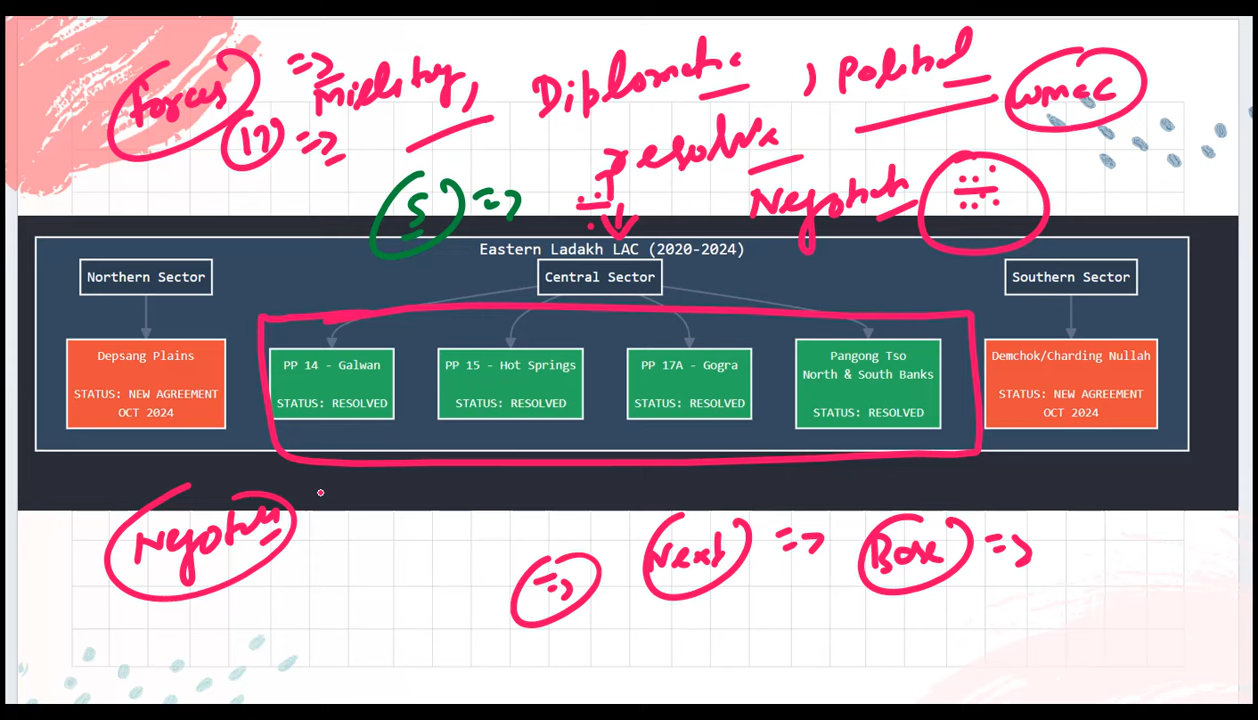 Forces => Military, Diplomatic, Political WMCC
17 => resolve
Negotiat
5 =>
Eastern Ladakh LAC (2020-2024)
Northern Sector Central Sector Southern Sector
Depsang Plains
STATUS: NEW AGREEMENT
OCT 2024
PP 14 - Galwan
STATUS: RESOLVED
PP 15 - Hot Springs
STATUS: RESOLVED
PP 17A - Gogra
STATUS: RESOLVED
Pangong Tso
North & South Banks
STATUS: RESOLVED
Demchok/Charding Nullah
STATUS: NEW AGREEMENT
OCT 2024
=> Next => Base =>